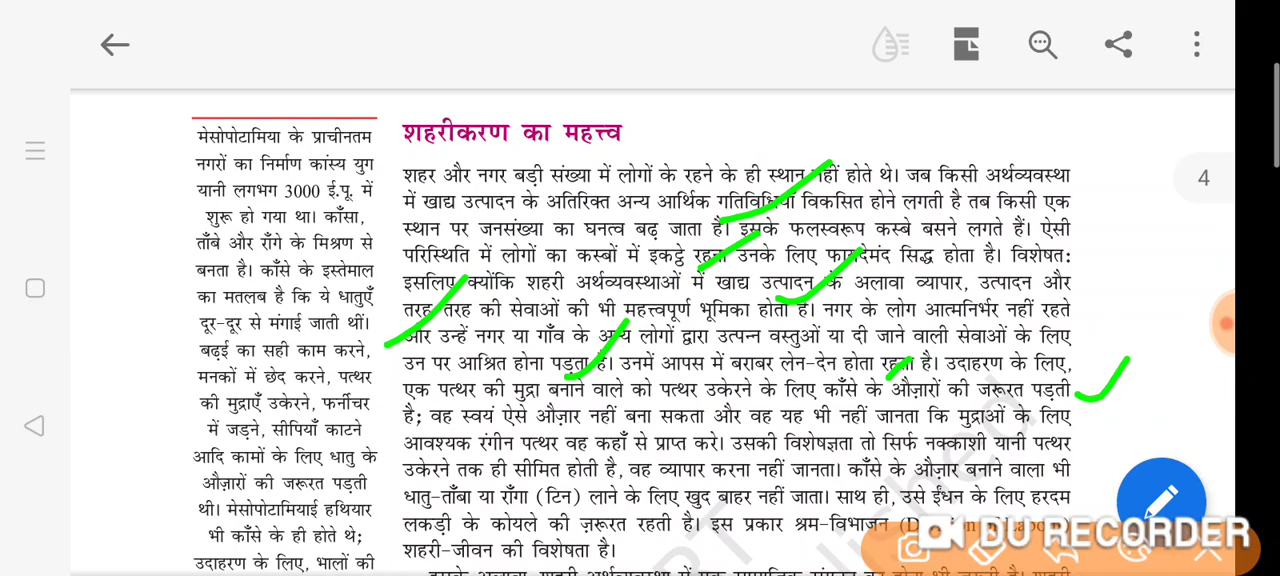 4
मेसोपोटामिया के प्राचीनतम
नगरों का निर्माण कांस्य युग
यानी लगभग 3000 ई.पू. में
शुरू हो गया था। काँसा,
ताँबे और राँगे के मिश्रण से
बनता है। काँसे के इस्तेमाल
का मतलब है कि ये धातुएँ
दूर-दूर से मंगाई जाती थीं।
बढ़ई का सही काम करने,
मनकों में छेद करने, पत्थर
की मुद्राएँ उकेरने, फर्नीचर
में जड़ने, सीपियाँ काटने
आदि कामों के लिए धातु के
औज़ारों की जरूरत पड़ती
थी। मेसोपोटामियाई हथियार
भी काँसे के ही होते थे;
उदाहरण के लिए, भालों की
शहरीकरण का महत्त्व
शहर और नगर बड़ी संख्या में लोगों के रहने के ही स्थान नहीं होते थे। जब किसी अर्थव्यवस्था
में खाद्य उत्पादन के अतिरिक्त अन्य आर्थिक गतिविधियाँ विकसित होने लगती है तब किसी एक
स्थान पर जनसंख्या का घनत्व बढ़ जाता है। इसके फलस्वरूप कस्बे बसने लगते हैं। ऐसी
परिस्थिति में लोगों का कस्बों में इकट्ठे रहना उनके लिए फायदेमंद सिद्ध होता है। विशेषत:
इसलिए क्योंकि शहरी अर्थव्यवस्थाओं में खाद्य उत्पादन के अलावा व्यापार, उत्पादन और
तरह-तरह की सेवाओं की भी महत्त्वपूर्ण भूमिका होती है। नगर के लोग आत्मनिर्भर नहीं रहते
और उन्हें नगर या गाँव के अन्य लोगों द्वारा उत्पन्न वस्तुओं या दी जाने वाली सेवाओं के लिए
उन पर आश्रित होना पड़ता है। उनमें आपस में बराबर लेन-देन होता रहता है। उदाहरण के लिए,
एक पत्थर की मुद्रा बनाने वाले को पत्थर उकेरने के लिए काँसे के औज़ारों की जरूरत पड़ती
है; वह स्वयं ऐसे औज़ार नहीं बना सकता और वह यह भी नहीं जानता कि मुद्राओं के लिए
आवश्यक रंगीन पत्थर वह कहाँ से प्राप्त करे। उसकी विशेषज्ञता तो सिर्फ नक्काशी यानी पत्थर
उकेरने तक ही सीमित होती है, वह व्यापार करना नहीं जानता। काँसे के औज़ार बनाने वाला भी
धातु-ताँबा या राँगा (टिन) लाने के लिए खुद बाहर नहीं जाता। साथ ही, उसे ईंधन के लिए हरदम
लकड़ी के कोयले की ज़रूरत रहती है। इस प्रकार श्रम-विभाजन
शहरी-जीवन की विशेषता है।
DU RECORDER